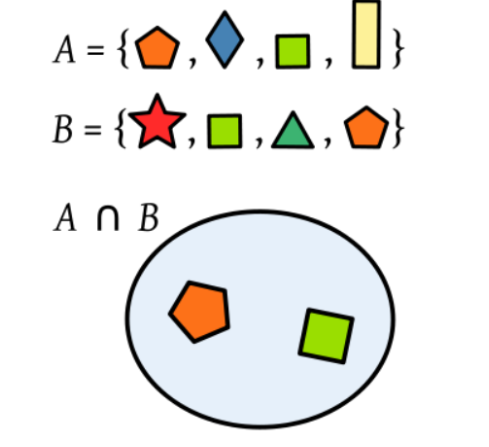 A = { , , , }
B = { , , , }
A ∩ B